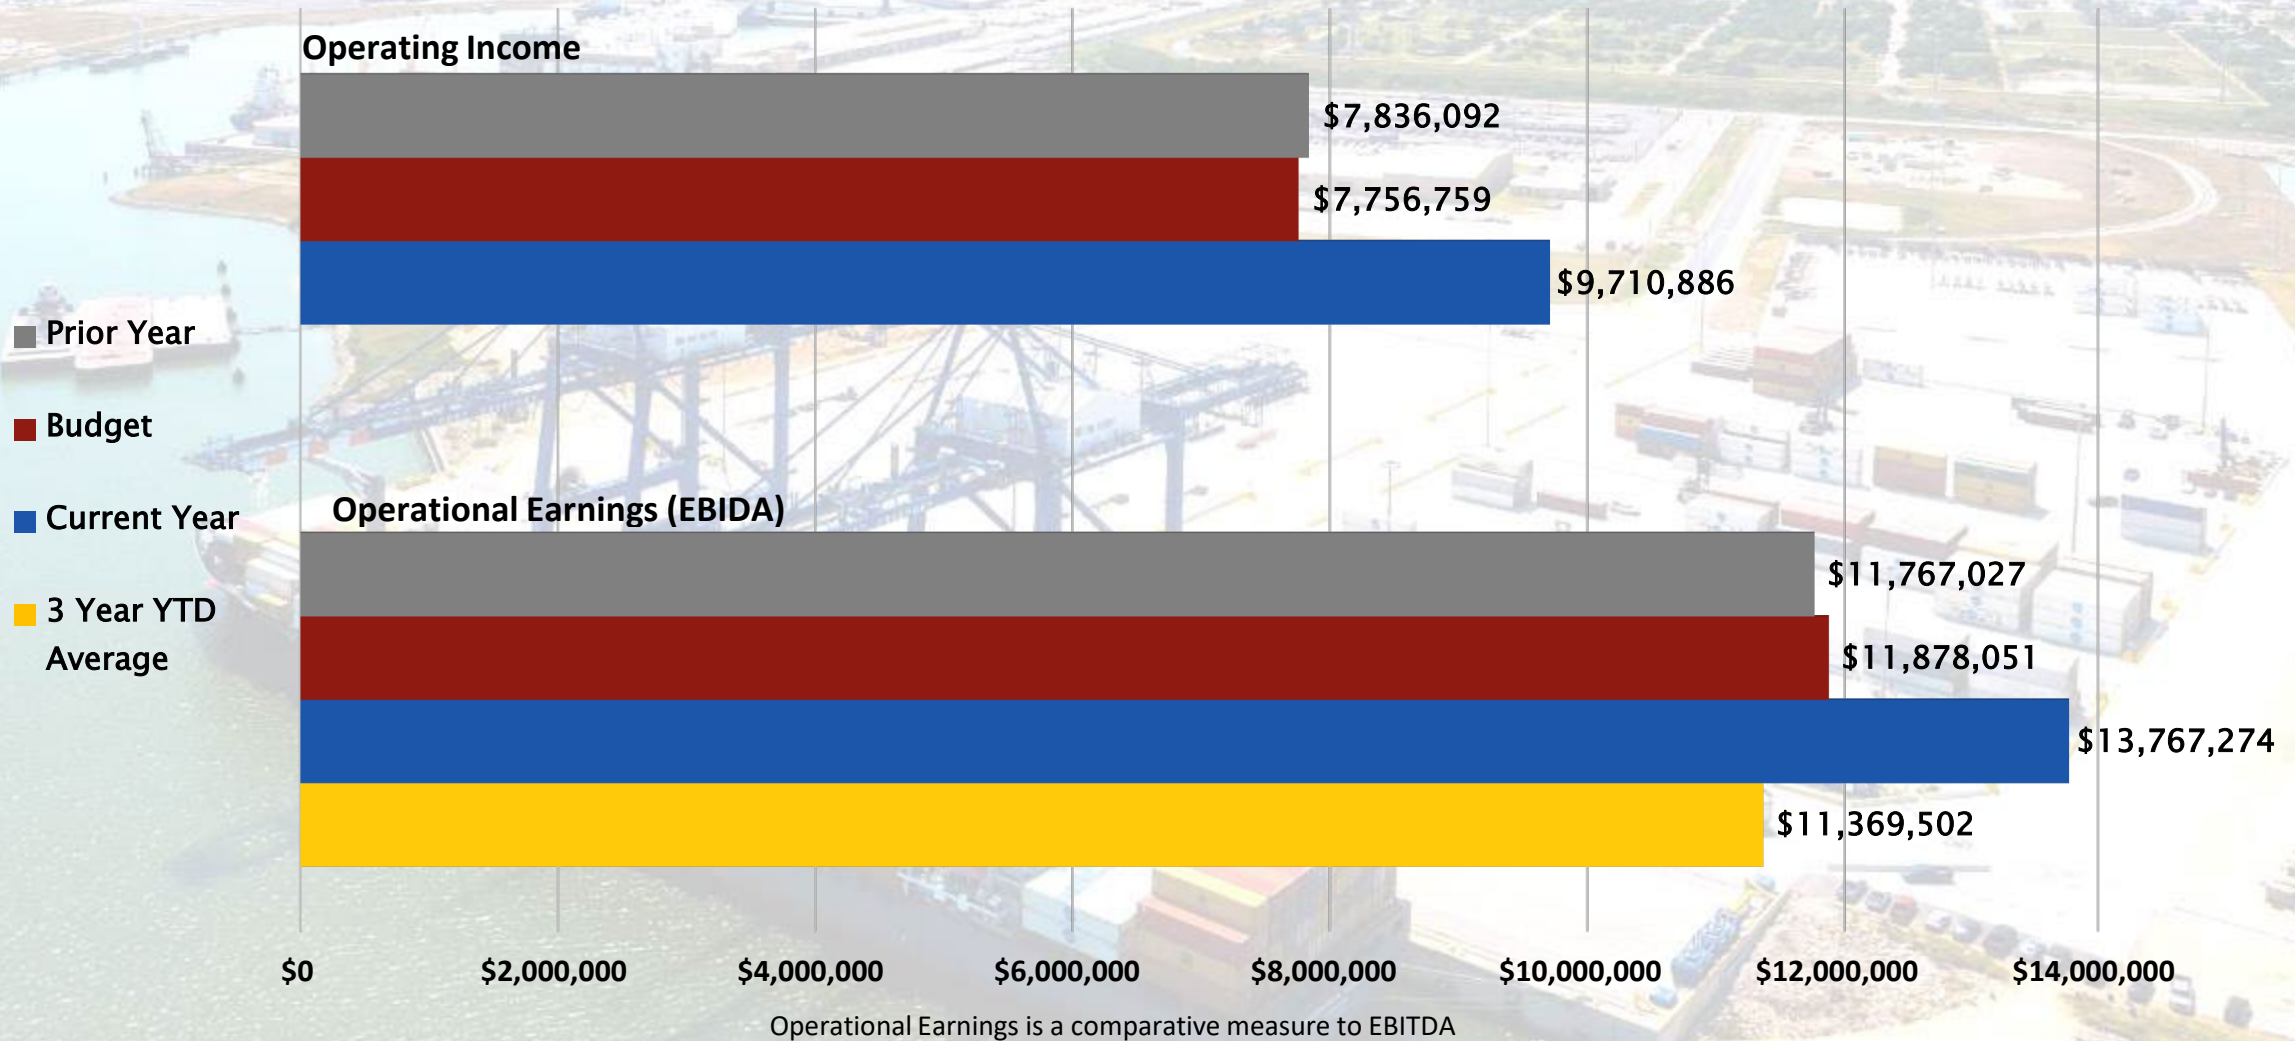 Operating Income
$7,836,092
$7,756,759
$9,710,886
Prior Year
Budget
Current Year
3 Year YTD
Average
Operational Earnings (EBIDA)
$11,767,027
$11,878,051
$13,767,274
$11,369,502
$0 $2,000,000 $4,000,000 $6,000,000 $8,000,000 $10,000,000 $12,000,000 $14,000,000
Operational Earnings is a comparative measure to EBITDA